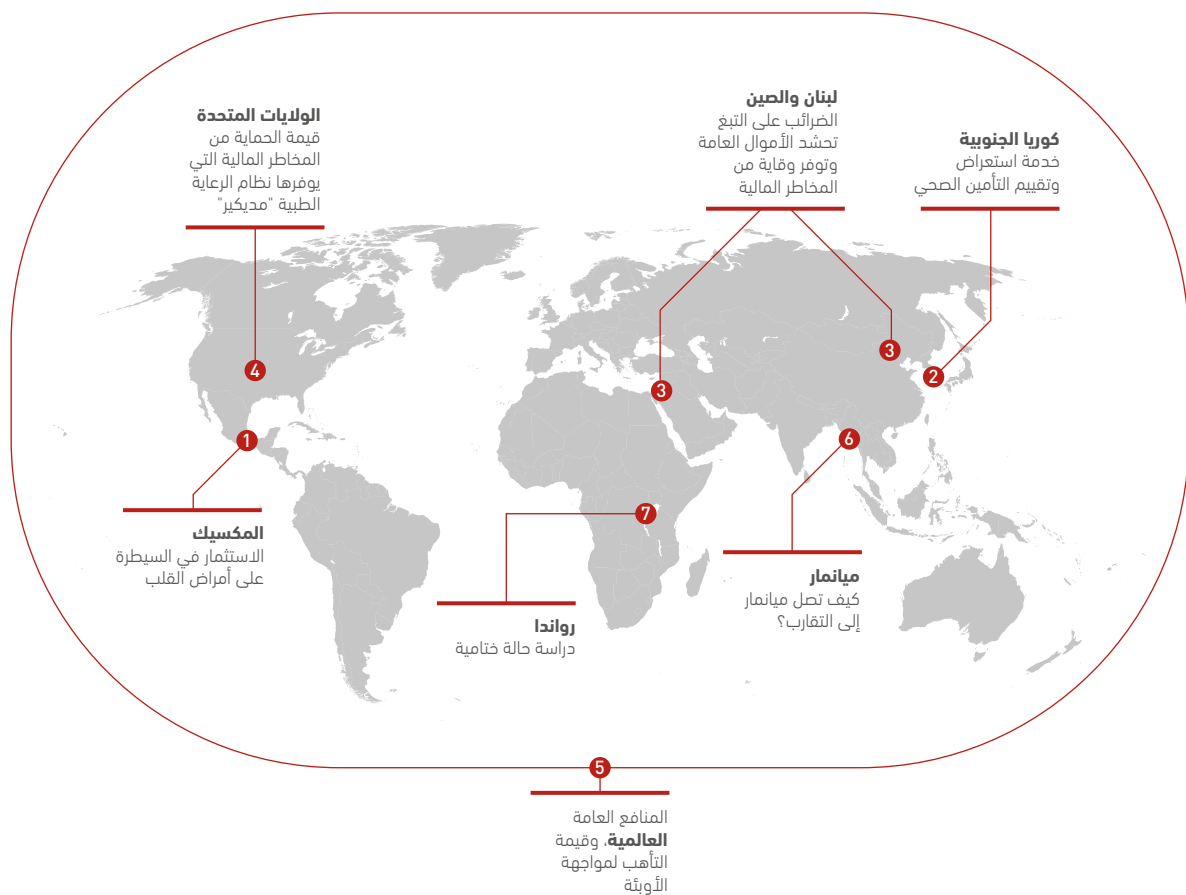 لبنان والصين
الضرائب على التبغ
تحشد الأموال العامة
وتوفر وقاية من
المخاطر المالية
كوريا الجنوبية
خدمة استعراض
وتقييم التأمين الصحي
الولايات المتحدة
قيمة الحماية من
المخاطر المالية التي
يوفرها نظام الرعاية
الطبية "مديكير"
3
4
3
2
1
6
7
المكسيك
الاستثمار في السيطرة
على أمراض القلب
رواندا
دراسة حالة ختامية
ميانمار
كيف تصل ميانمار
إلى التقارب؟
5
المنافع العامة
العالمية، وقيمة
التأهب لمواجهة
الأوبئة